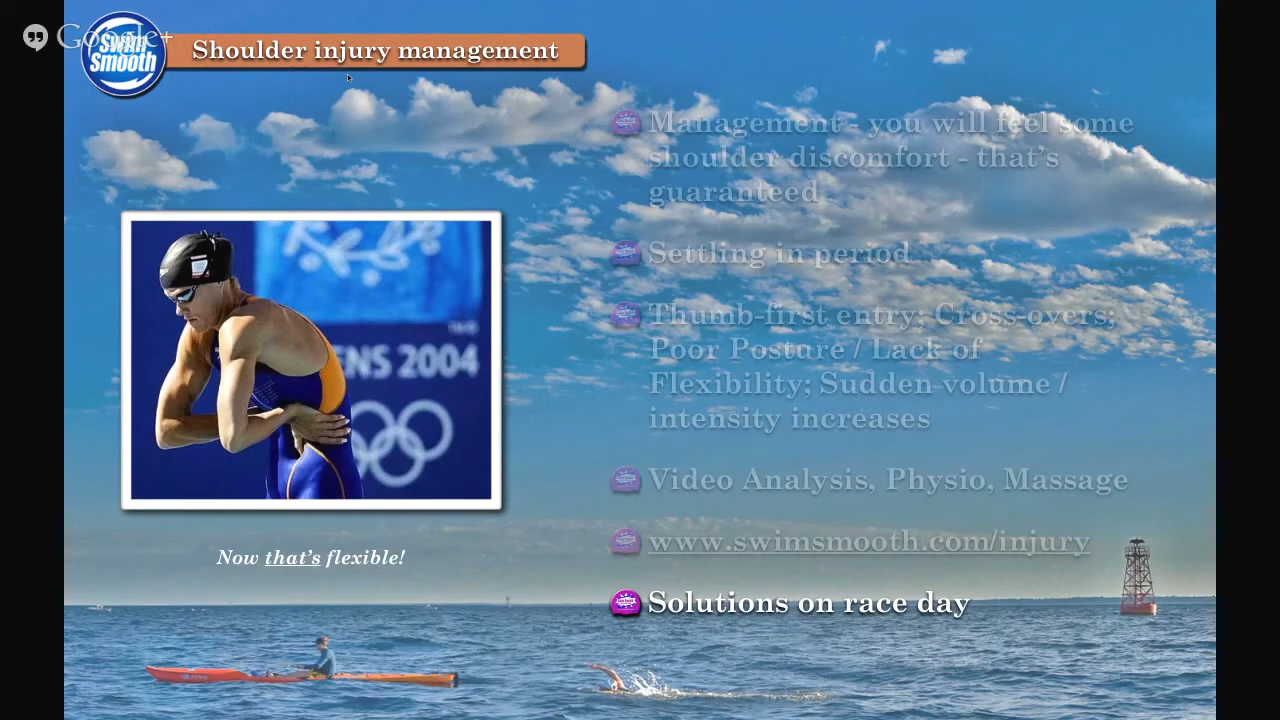 Google+
Swim
Smooth
Shoulder injury management
Management - you will feel some
shoulder discomfort - that's
guaranteed
Settling in period
Thumb-first entry; Cross-overs;
Poor Posture / Lack of
Flexibility; Sudden volume /
intensity increases
Video Analysis, Physio, Massage
www.swimsmooth.com/injury
Solutions on race day
ENS 2004
Now that's flexible!